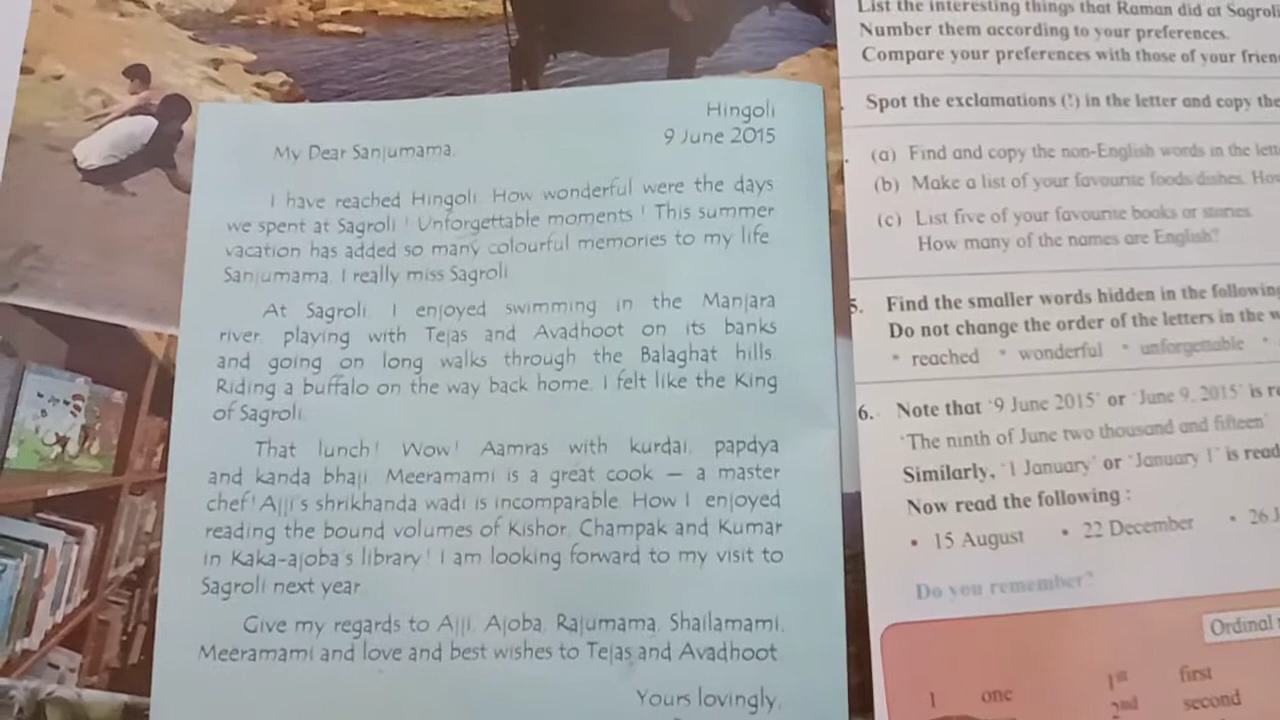 Hingoli
9 June 2015
My Dear Sanjumama,
I have reached Hingoli. How wonderful were the days
we spent at Sagroli ! Unforgettable moments ! This summer
vacation has added so many colourful memories to my life
Sanjumama, I really miss Sagroli.
At Sagroli, I enjoyed swimming in the Manjara
river, playing with Tejas and Avadhoot on its banks
and going on long walks through the Balaghat hills.
Riding a buffalo on the way back home, I felt like the King
of Sagroli.
That lunch! Wow! Aamras with kurdai, papdya
and kanda bhaji. Meeramami is a great cook – a master
chef! Ajji's shrikhanda wadi is incomparable. How I enjoyed
reading the bound volumes of Kishor, Champak and Kumar
in Kaka-ajoba's library! I am looking forward to my visit to
Sagroli next year.
Give my regards to Ajji, Ajoba, Rajumama, Shailamami,
Meeramami and love and best wishes to Tejas and Avadhoot.
Yours lovingly,
List the interesting things that Raman did at Sagroli
Number them according to your preferences.
Compare your preferences with those of your frien
Spot the exclamations (!) in the letter and copy the
(a) Find and copy the non-English words in the lett
(b) Make a list of your favourite foods/dishes. How
(c) List five of your favourite books or stories.
How many of the names are English?
5. Find the smaller words hidden in the following
Do not change the order of the letters in the w
* reached * wonderful * unforgettable *
6. Note that '9 June 2015' or 'June 9, 2015' is re
'The ninth of June two thousand and fifteen'
Similarly, '1 January' or 'January 1' is read
Now read the following :
• 15 August • 22 December • 26
Do you remember?
Ordinal
1 one 1st first
2nd second